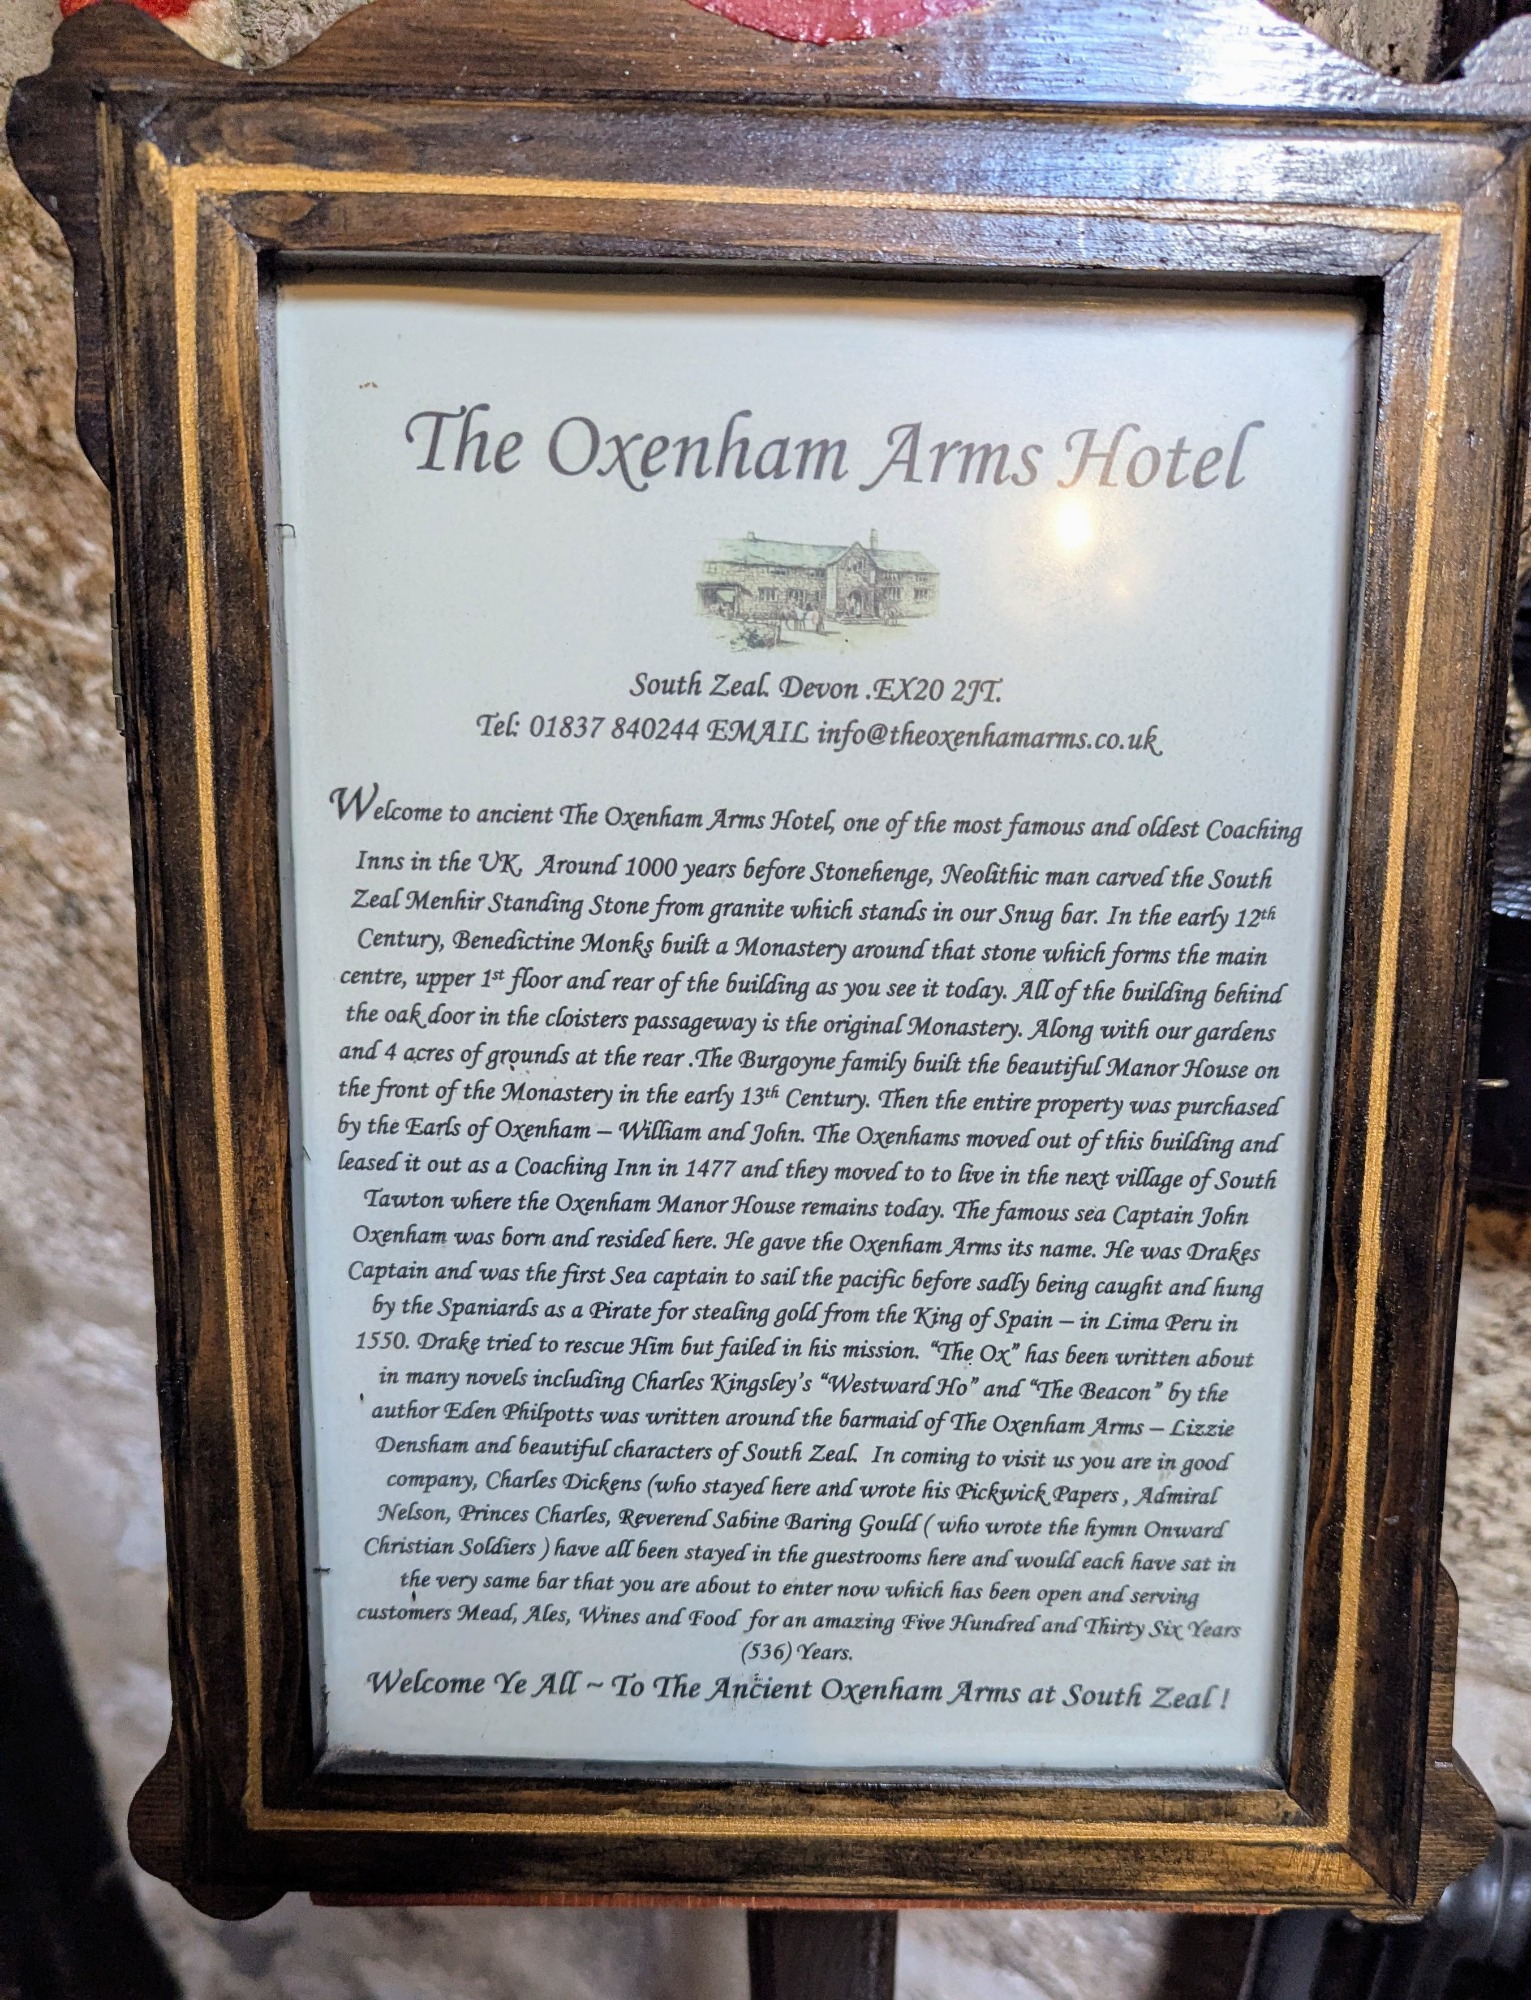 The Oxenham Arms Hotel
South Zeal. Devon .EX20 2JT.
Tel: 01837 840244 EMAIL info@theoxenhamarms.co.uk
Welcome to ancient The Oxenham Arms Hotel, one of the most famous and oldest Coaching
Inns in the UK, Around 1000 years before Stonehenge, Neolithic man carved the South
Zeal Menhir Standing Stone from granite which stands in our Snug bar. In the early 12th
Century, Benedictine Monks built a Monastery around that stone which forms the main
centre, upper 1st floor and rear of the building as you see it today. All of the building behind
the oak door in the cloisters passageway is the original Monastery. Along with our gardens
and 4 acres of grounds at the rear .The Burgoyne family built the beautiful Manor House on
the front of the Monastery in the early 13th Century. Then the entire property was purchased
by the Earls of Oxenham – William and John. The Oxenhams moved out of this building and
leased it out as a Coaching Inn in 1477 and they moved to to live in the next village of South
Tawton where the Oxenham Manor House remains today. The famous sea Captain John
Oxenham was born and resided here. He gave the Oxenham Arms its name. He was Drakes
Captain and was the first Sea captain to sail the pacific before sadly being caught and hung
by the Spaniards as a Pirate for stealing gold from the King of Spain – in Lima Peru in
1550. Drake tried to rescue Him but failed in his mission. “The Ox” has been written about
in many novels including Charles Kingsley’s “Westward Ho” and “The Beacon” by the
author Eden Philpotts was written around the barmaid of The Oxenham Arms – Lizzie
Densham and beautiful characters of South Zeal. In coming to visit us you are in good
company, Charles Dickens (who stayed here and wrote his Pickwick Papers , Admiral
Nelson, Princes Charles, Reverend Sabine Baring Gould ( who wrote the hymn Onward
Christian Soldiers ) have all been stayed in the guestrooms here and would each have sat in
the very same bar that you are about to enter now which has been open and serving
customers Mead, Ales, Wines and Food for an amazing Five Hundred and Thirty Six Years
(536) Years.
Welcome Ye All ~ To The Ancient Oxenham Arms at South Zeal !